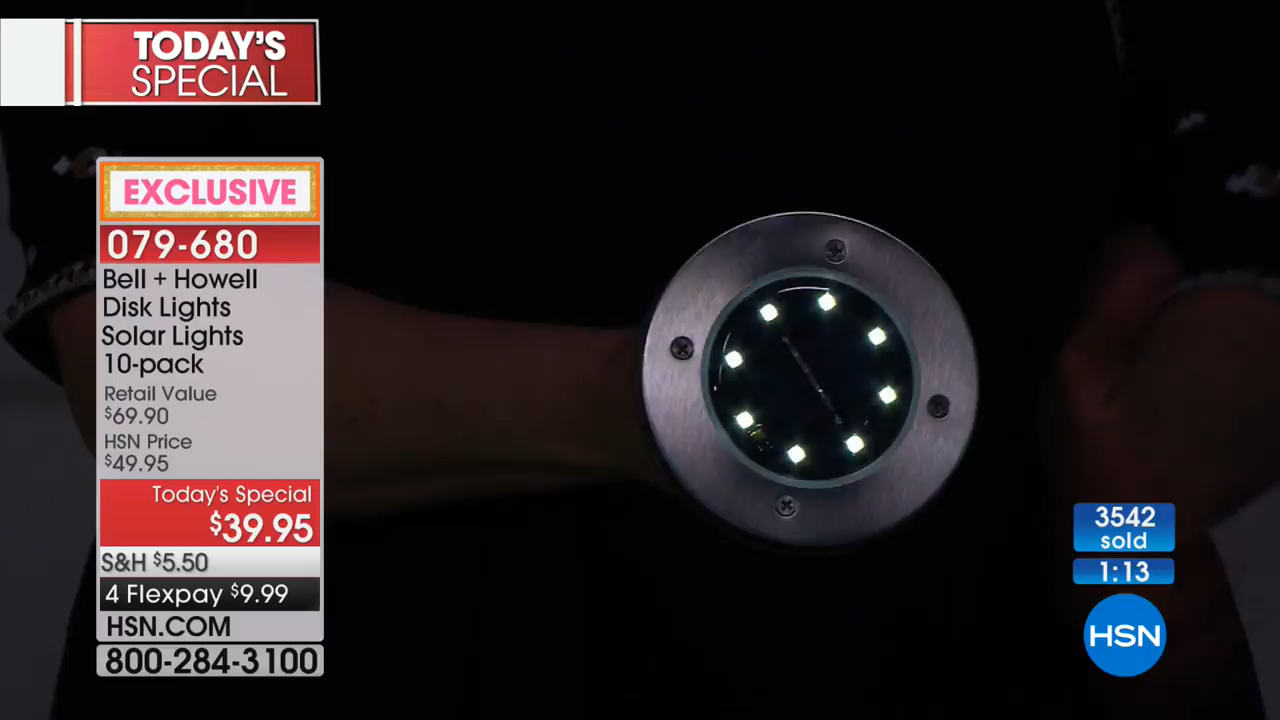 TODAY'S
SPECIAL
EXCLUSIVE
079-680
Bell + Howell
Disk Lights
Solar Lights
10-pack
Retail Value
$69.90
HSN Price
$49.95
Today's Special
$39.95
S&H $5.50
4 Flexpay $9.99
HSN.COM
800-284-3100
3542
sold
1:13
HSN